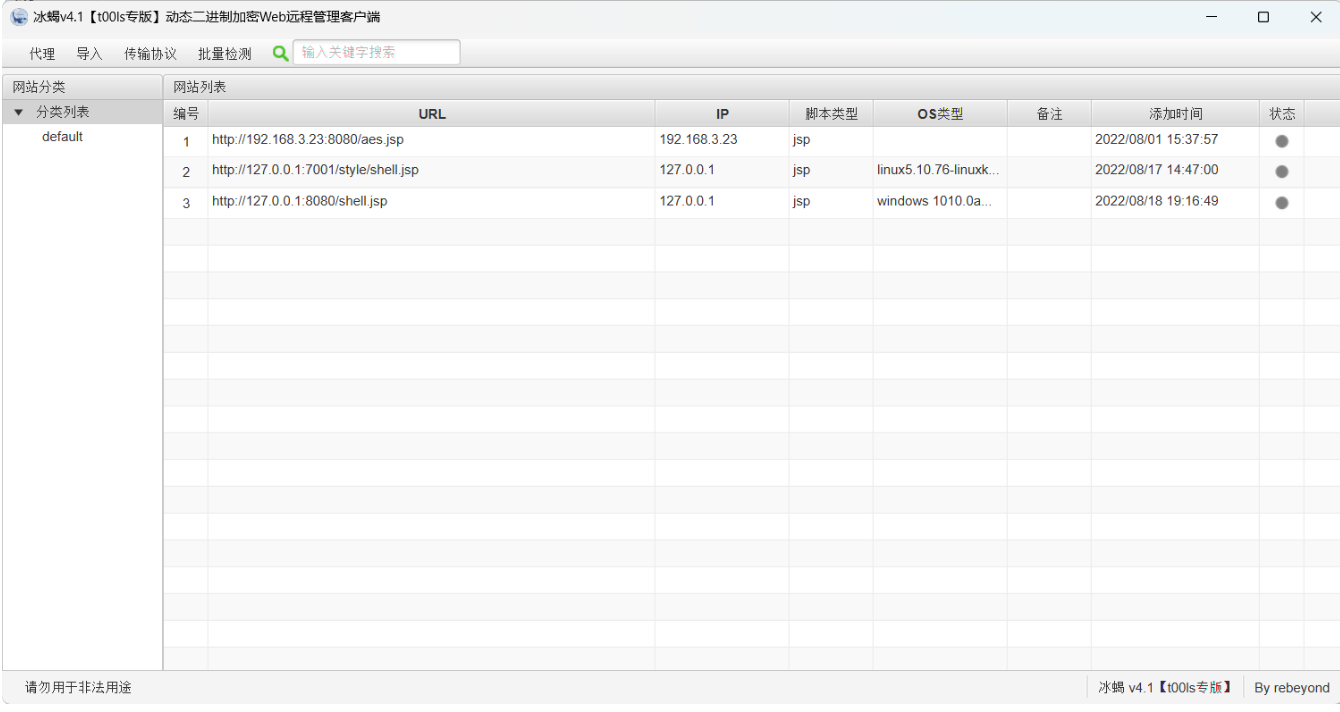 冰蝎v4.1【t00ls专版】动态二进制加密Web远程管理客户端
代理 导入 传输协议 批量检测 输入关键字搜索
网站分类 网站列表
分类列表 编号 URL IP 脚本类型 OS类型 备注 添加时间 状态
default
1 http://192.168.3.23:8080/aes.jsp 192.168.3.23 jsp 2022/08/01 15:37:57
2 http://127.0.0.1:7001/style/shell.jsp 127.0.0.1 jsp linux5.10.76-linuxk... 2022/08/17 14:47:00
3 http://127.0.0.1:8080/shell.jsp 127.0.0.1 jsp windows 1010.0a... 2022/08/18 19:16:49
请勿用于非法用途 冰蝎 v4.1【t00ls专版】 By rebeyond